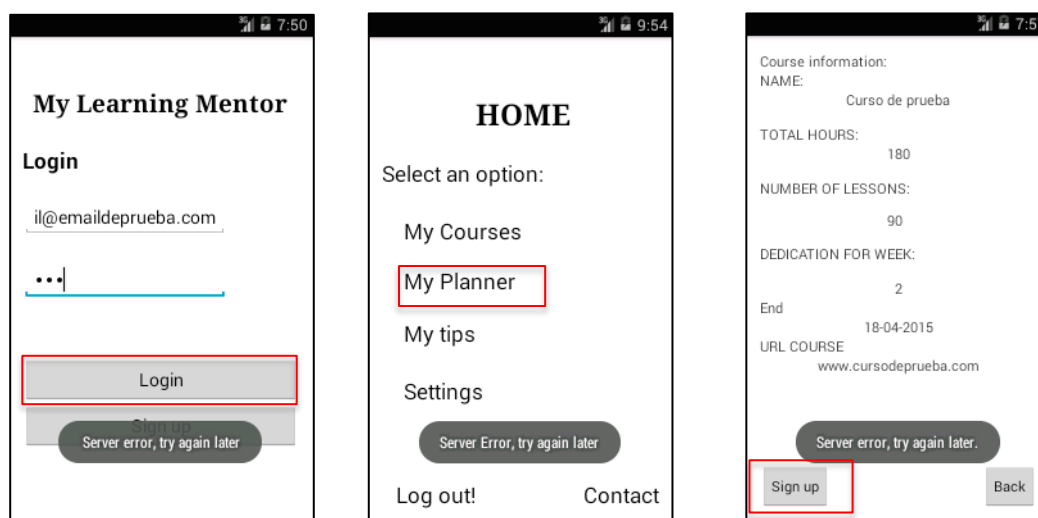 7:50
My Learning Mentor
Login
il@emaildeprueba.com
Login
Sign up
Server error, try again later
9:54
HOME
Select an option:
My Courses
My Planner
My tips
Settings
Server Error, try again later
Log out!
Contact
7:5
Course information:
NAME:
Curso de prueba
TOTAL HOURS:
180
NUMBER OF LESSONS:
90
DEDICATION FOR WEEK:
2
End
18-04-2015
URL COURSE
www.cursodeprueba.com
Server error, try again later.
Sign up
Back